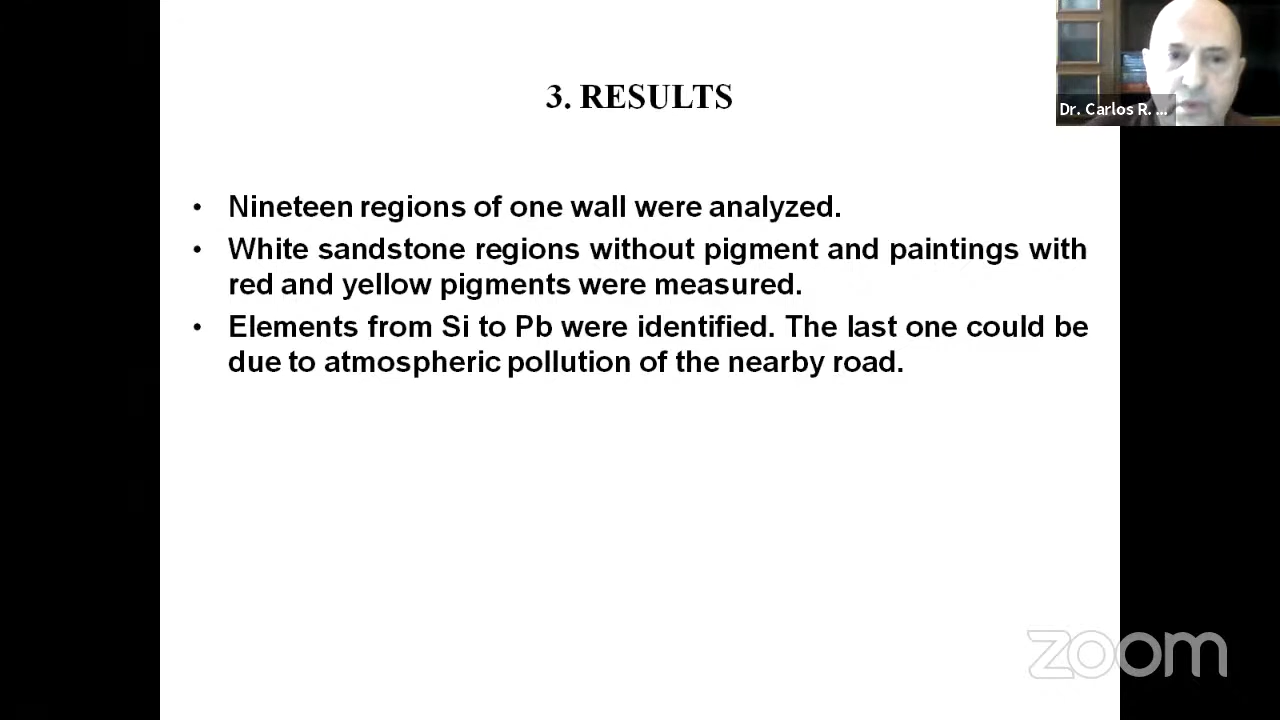 3. RESULTS
Dr. Carlos R. ...
• Nineteen regions of one wall were analyzed.
• White sandstone regions without pigment and paintings with
red and yellow pigments were measured.
• Elements from Si to Pb were identified. The last one could be
due to atmospheric pollution of the nearby road.
zoom